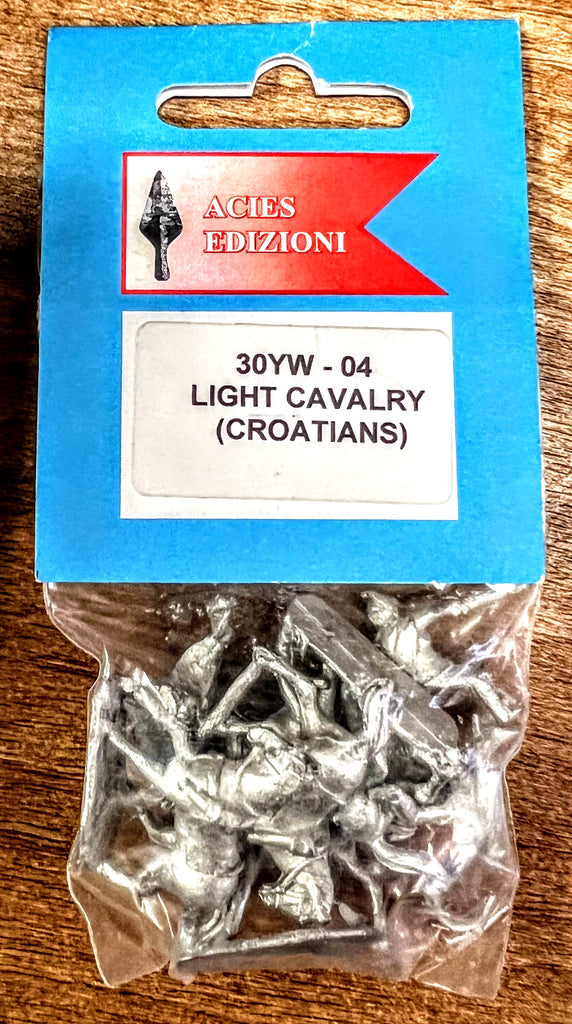 ACIES
EDIZIONI
30YW - 04
LIGHT CAVALRY
(CROATIANS)